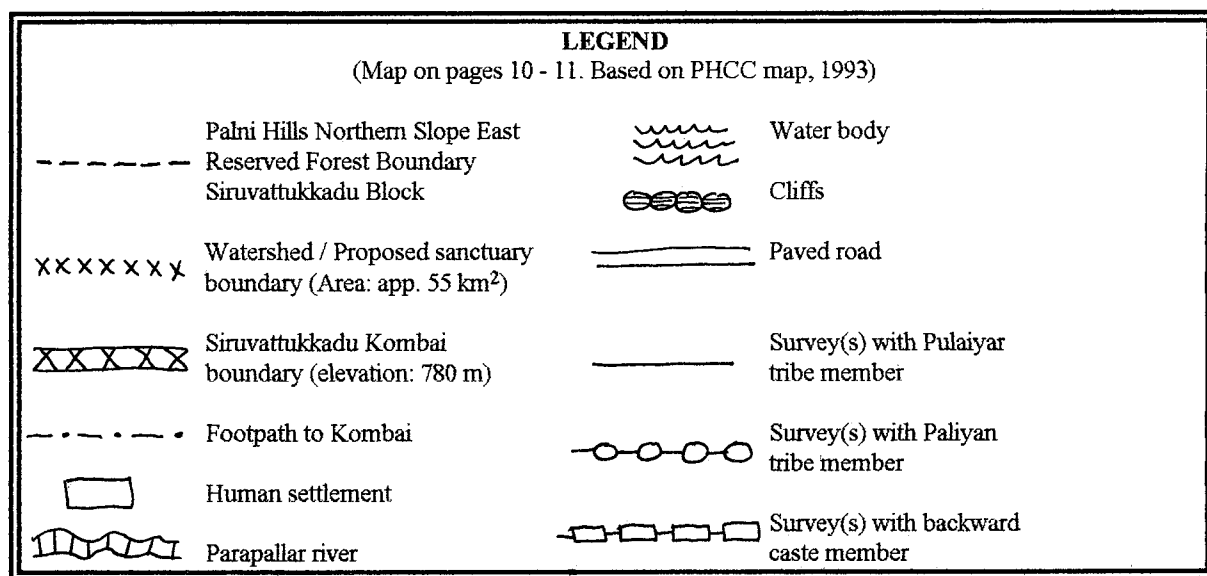 LEGEND
(Map on pages 10 - 11. Based on PHCC map, 1993)
Palni Hills Northern Slope East
Reserved Forest Boundary
Siruvattukkadu Block
Watershed / Proposed sanctuary
boundary (Area: app. 55 km²)
Siruvattukkadu Kombai
boundary (elevation: 780 m)
Footpath to Kombai
Human settlement
Parapallar river
Water body
Cliffs
Paved road
Survey(s) with Pulaiyar
tribe member
Survey(s) with Paliyan
tribe member
Survey(s) with backward
caste member